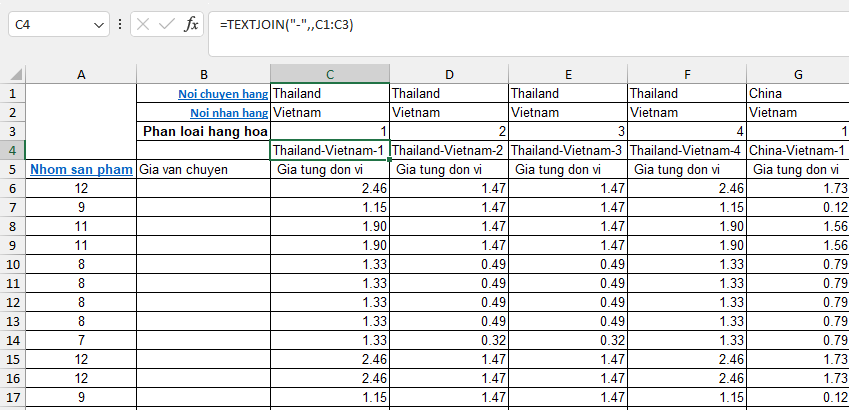 C4 fx =TEXTJOIN("-",,C1:C3)
A B C D E F G
1 Noi chuyen hang Thailand Thailand Thailand Thailand China
2 Noi nhan hang Vietnam Vietnam Vietnam Vietnam Vietnam
3 Phan loai hang hoa 1 2 3 4 1
4 Thailand-Vietnam-1 Thailand-Vietnam-2 Thailand-Vietnam-3 Thailand-Vietnam-4 China-Vietnam-1
5 Nhom san pham Gia van chuyen Gia tung don vi Gia tung don vi Gia tung don vi Gia tung don vi Gia tung don vi
6 12 2.46 1.47 1.47 2.46 1.73
7 9 1.15 1.47 1.47 1.15 0.12
8 11 1.90 1.47 1.47 1.90 1.56
9 11 1.90 1.47 1.47 1.90 1.56
10 8 1.33 0.49 0.49 1.33 0.79
11 8 1.33 0.49 0.49 1.33 0.79
12 8 1.33 0.49 0.49 1.33 0.79
13 8 1.33 0.49 0.49 1.33 0.79
14 7 1.33 0.32 0.32 1.33 0.79
15 12 2.46 1.47 1.47 2.46 1.73
16 12 2.46 1.47 1.47 2.46 1.73
17 9 1.15 1.47 1.47 1.15 0.12